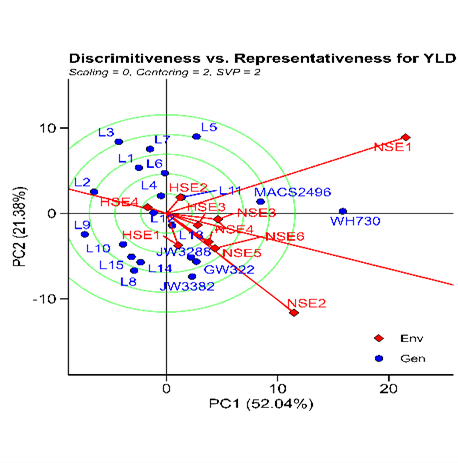 Discrimitiveness vs. Representativeness for YLD
Scaling = 0, Centering = 2, SVP = 2
L3
L7
L5
NSE1
L1
L6
L4
HSE2
L11
MACS2496
L2
HSE4
HSE3
NSE3
WH730
L9
HSE1
L13
NSE4
NSE6
L10
JW3288
NSE5
L15
L14
GW322
L8
JW3382
NSE2
10
0
-10
PC2 (21.38%)
Env
Gen
0
10
20
PC1 (52.04%)